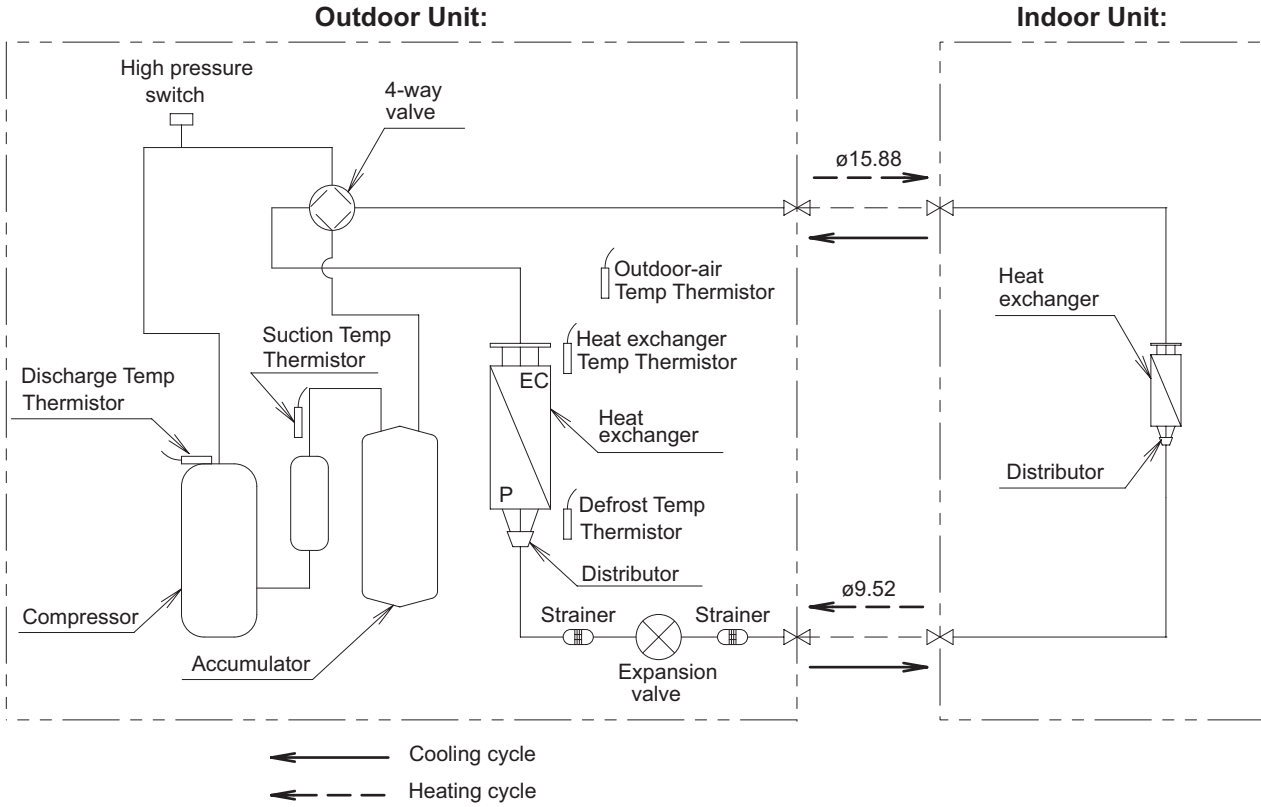 Outdoor Unit:
Indoor Unit:
High pressure
switch
4-way
valve
ø15.88
Outdoor-air
Temp Thermistor
Heat
exchanger
Suction Temp
Thermistor
Heat exchanger
Temp Thermistor
Discharge Temp
Thermistor
EC
Heat
exchanger
Distributor
P
Defrost Temp
Thermistor
Distributor
ø9.52
Compressor
Strainer
Strainer
Accumulator
Expansion
valve
Cooling cycle
Heating cycle